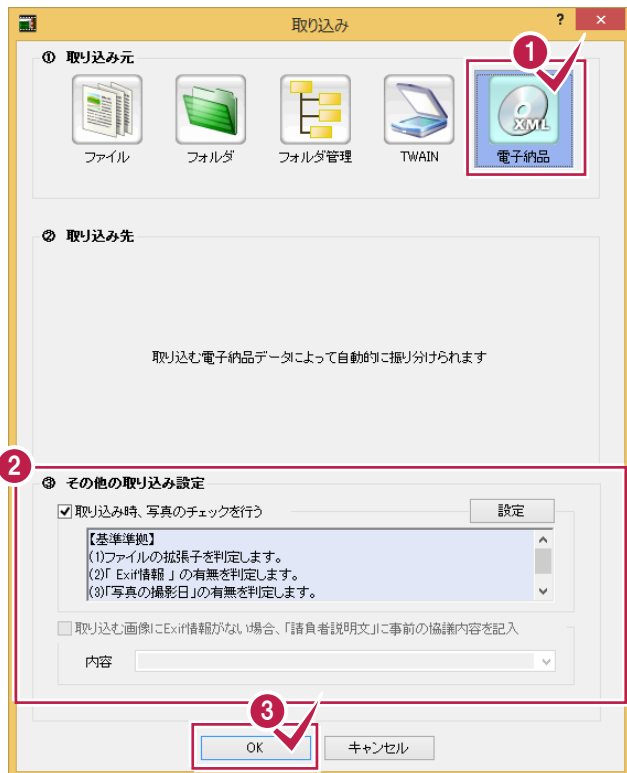 取り込み
?
×
1
① 取り込み元
ファイル
フォルダ
フォルダ管理
TWAIN
XML
電子納品
② 取り込み先
取り込む電子納品データによって自動的に振り分けられます
2
③ その他の取り込み設定
取り込み時、写真のチェックを行う
設定
【基準準拠】
(1)ファイルの拡張子を判定します。
(2)「 Exif情報 」の有無を判定します。
(3)「写真の撮影日」の有無を判定します。
取り込む画像にExif情報がない場合、「請負者説明文」に事前の協議内容を記入
内容
3
OK
キャンセル